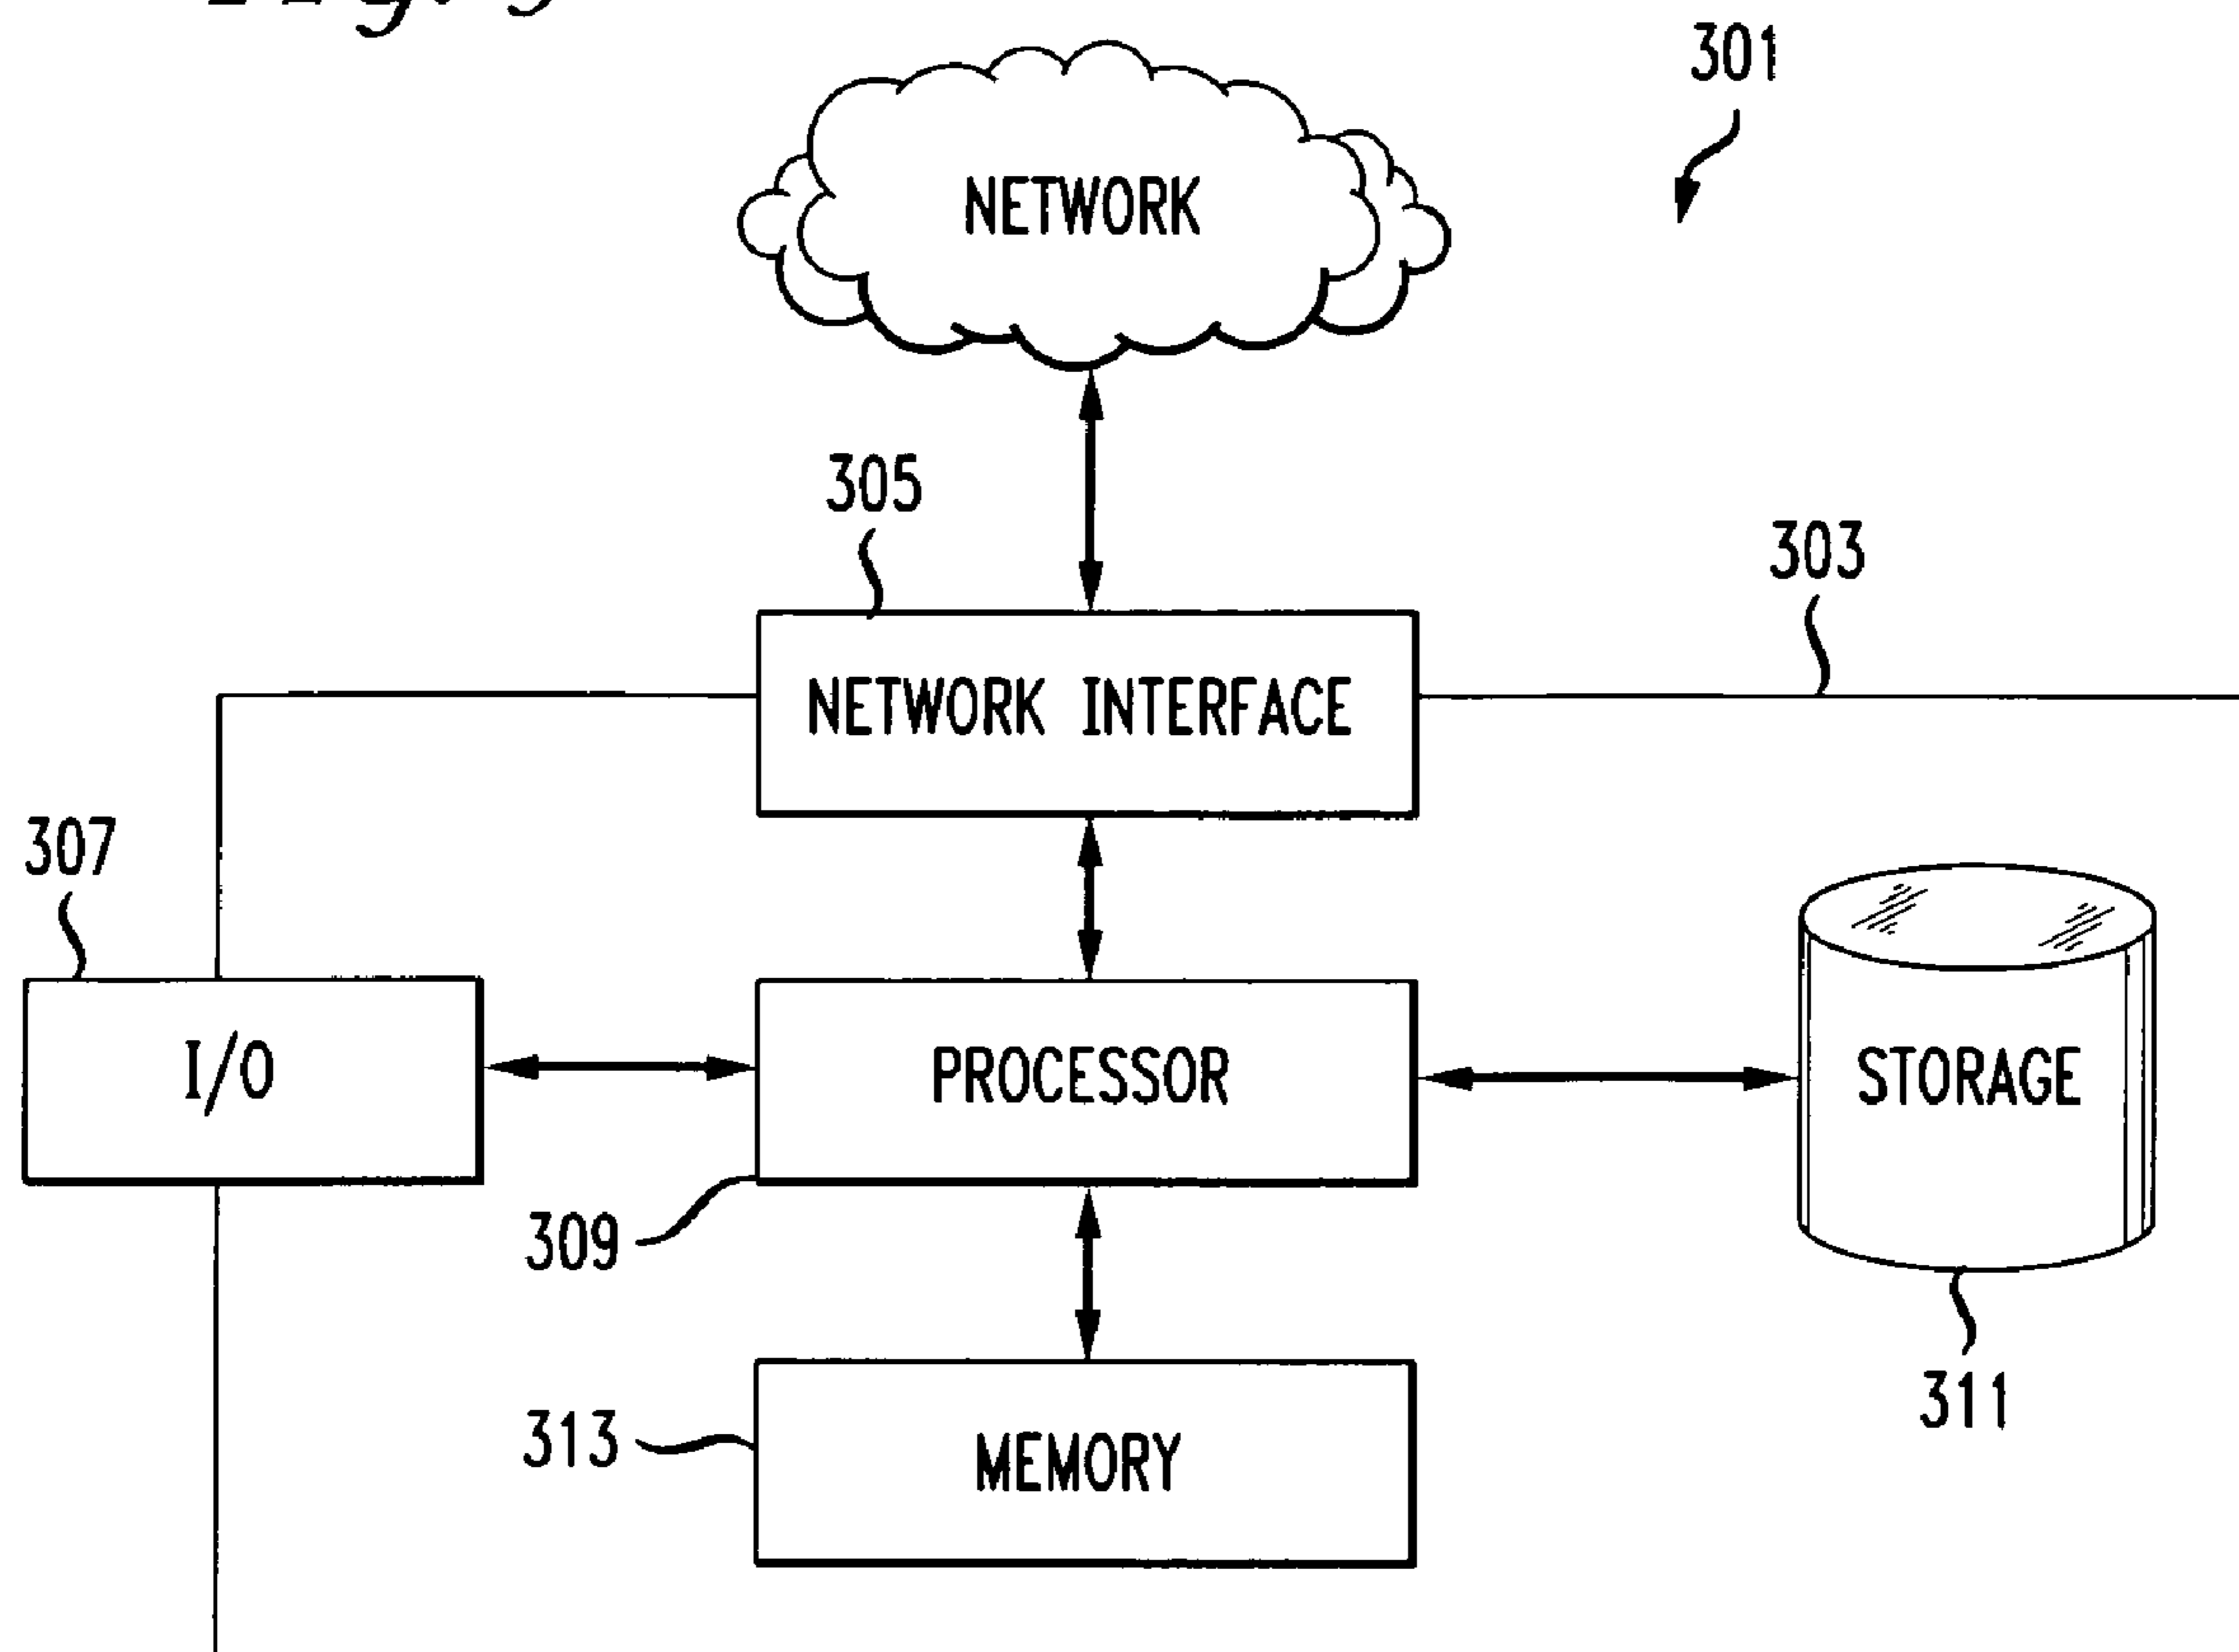 301
NETWORK
305
303
NETWORK INTERFACE
307
I/O
PROCESSOR
STORAGE
309
311
313
MEMORY